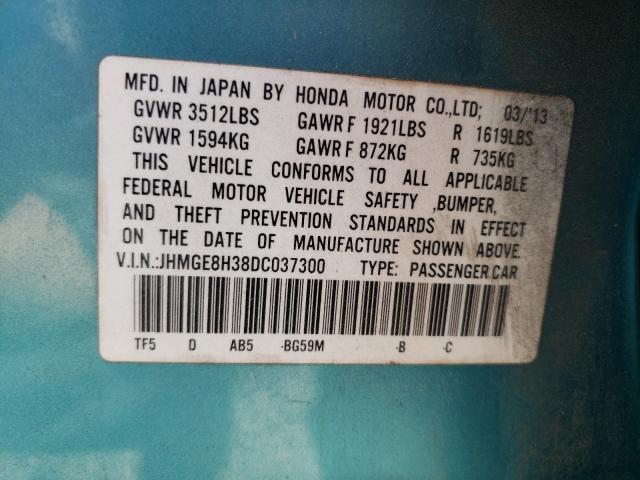 MFD. IN JAPAN BY HONDA MOTOR CO.,LTD; 03/'13
GVWR 3512LBS GAWR F 1921LBS R 1619LBS
GVWR 1594KG GAWR F 872KG R 735KG
THIS VEHICLE CONFORMS TO ALL APPLICABLE
FEDERAL MOTOR VEHICLE SAFETY ,BUMPER,
AND THEFT PREVENTION STANDARDS IN EFFECT
ON THE DATE OF MANUFACTURE SHOWN ABOVE.
V.I.N.:JHMGE8H38DC037300 TYPE: PASSENGER CAR
TF5 D AB5 -BG59M -B -C